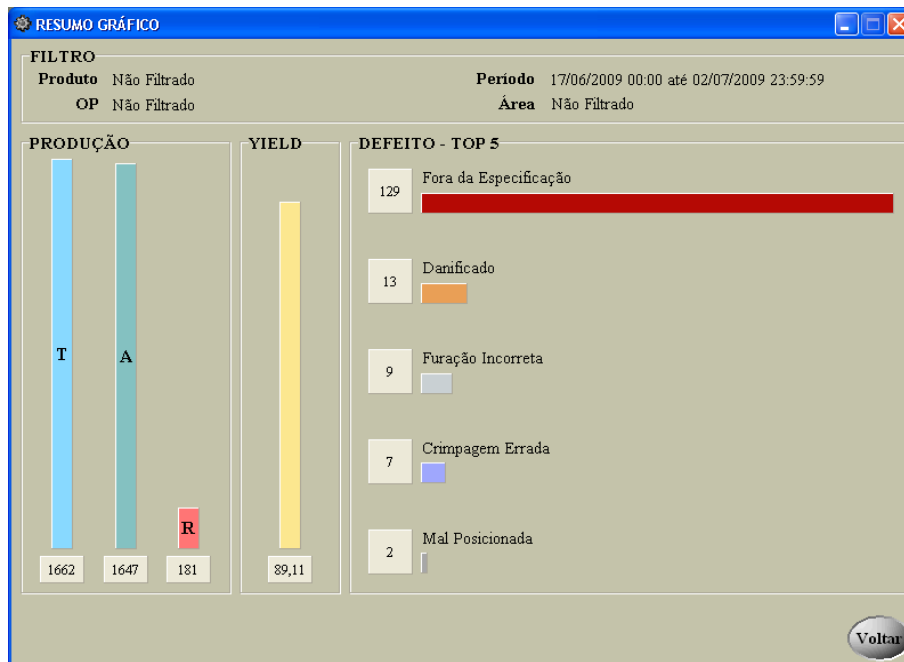 RESUMO GRÁFICO
FILTRO
Produto Não Filtrado
Período 17/06/2009 00:00 até 02/07/2009 23:59:59
OP Não Filtrado
Área Não Filtrado
PRODUÇÃO
T
A
R
1662 1647 181
YIELD
89,11
DEFEITO - TOP 5
129 Fora da Especificação
13 Danificado
9 Furação Incorreta
7 Crimpagem Errada
2 Mal Posicionada
Voltar